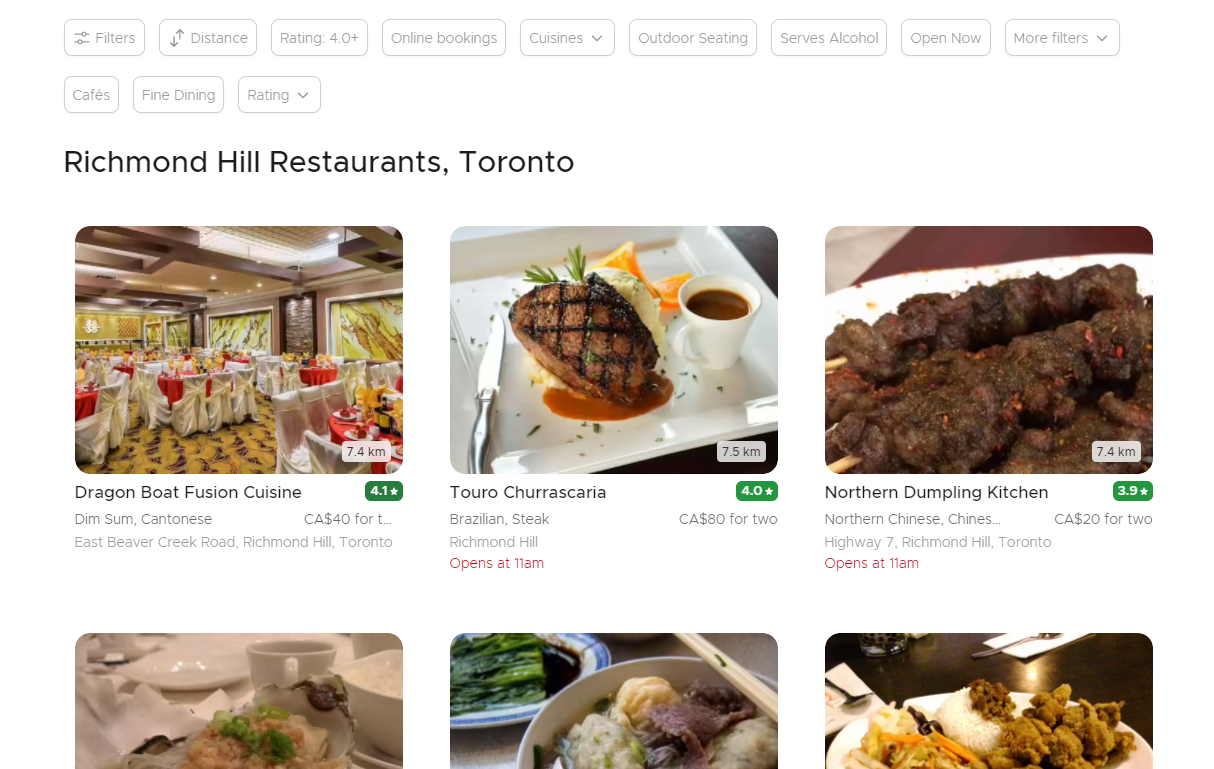 Filters
Distance
Rating: 4.0+
Online bookings
Cuisines
Outdoor Seating
Serves Alcohol
Open Now
More filters
Cafés
Fine Dining
Rating
Richmond Hill Restaurants, Toronto
7.4 km
Dragon Boat Fusion Cuisine
4.1★
Dim Sum, Cantonese
CA$40 for t...
East Beaver Creek Road, Richmond Hill, Toronto
7.5 km
Touro Churrascaria
4.0★
Brazilian, Steak
CA$80 for two
Richmond Hill
Opens at 11am
7.4 km
Northern Dumpling Kitchen
3.9★
Northern Chinese, Chines...
CA$20 for two
Highway 7, Richmond Hill, Toronto
Opens at 11am